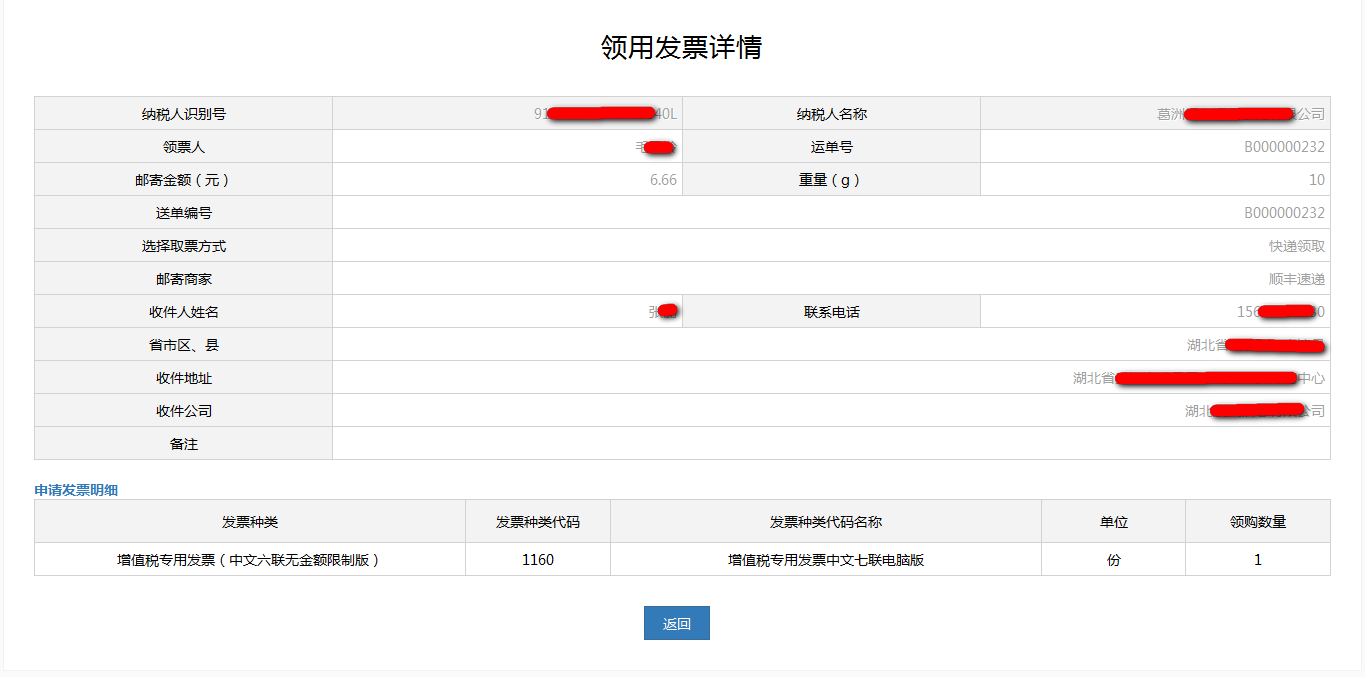 领用发票详情
纳税人识别号 91 40L 纳税人名称 葛洲 公司
领票人 毛 运单号 B000000232
邮寄金额（元） 6.66 重量（g） 10
送单编号 B000000232
选择取票方式 快递领取
邮寄商家 顺丰速递
收件人姓名 张 联系电话 156 0
省市区、县 湖北省
收件地址 湖北省 中心
收件公司 湖北 公司
备注
申请发票明细
发票种类 发票种类代码 发票种类代码名称 单位 领购数量
增值税专用发票（中文六联无金额限制版） 1160 增值税专用发票中文七联电脑版 份 1
返回